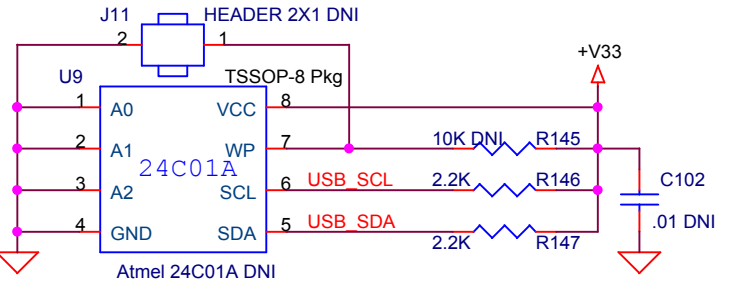 J11 HEADER 2X1 DNI
2 1
+V33
U9 TSSOP-8 Pkg
1 A0 VCC 8
2 A1 WP 7 10K DNI R145
24C01A
3 A2 SCL 6 USB_SCL 2.2K R146 C102
4 GND SDA 5 USB_SDA 2.2K R147 .01 DNI
Atmel 24C01A DNI